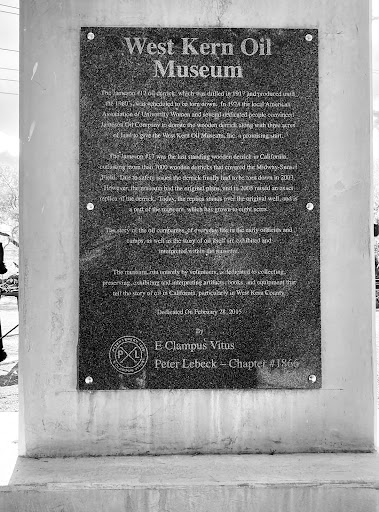 West Kern Oil
Museum
The Jameson #17 oil derrick, which was drilled in 1917 and produced until
the 1980's, was scheduled to be torn down. In 1974 the local American
Association of University Women and several dedicated people convinced
Jameson Oil Company to donate the wooden derrick along with three acres
of land to give the West Kern Oil Museum, Inc. a promising start.
The Jameson #17 was the last standing wooden derrick in California,
outlasting more than 7000 wooden derricks that covered the Midway-Sunset
Field. Due to safety issues the derrick finally had to be torn down in 2003.
However, the museum had the original plans, and in 2005 raised an exact
replica of the derrick. Today, the replica stands over the original well, and is
a part of the museum, which has grown to eight acres.
The story of the oil companies, of everyday life in the early oilfields and
camps, as well as the story of oil itself are exhibited and
interpreted within the museum.
The museum, run entirely by volunteers, is dedicated to collecting,
preserving, exhibiting and interpreting artifacts, books, and equipment that
tell the story of oil in California, particularly in West Kern County.
Dedicated On February 28, 2015
By
E Clampus Vitus
Peter Lebeck – Chapter #1866
P L